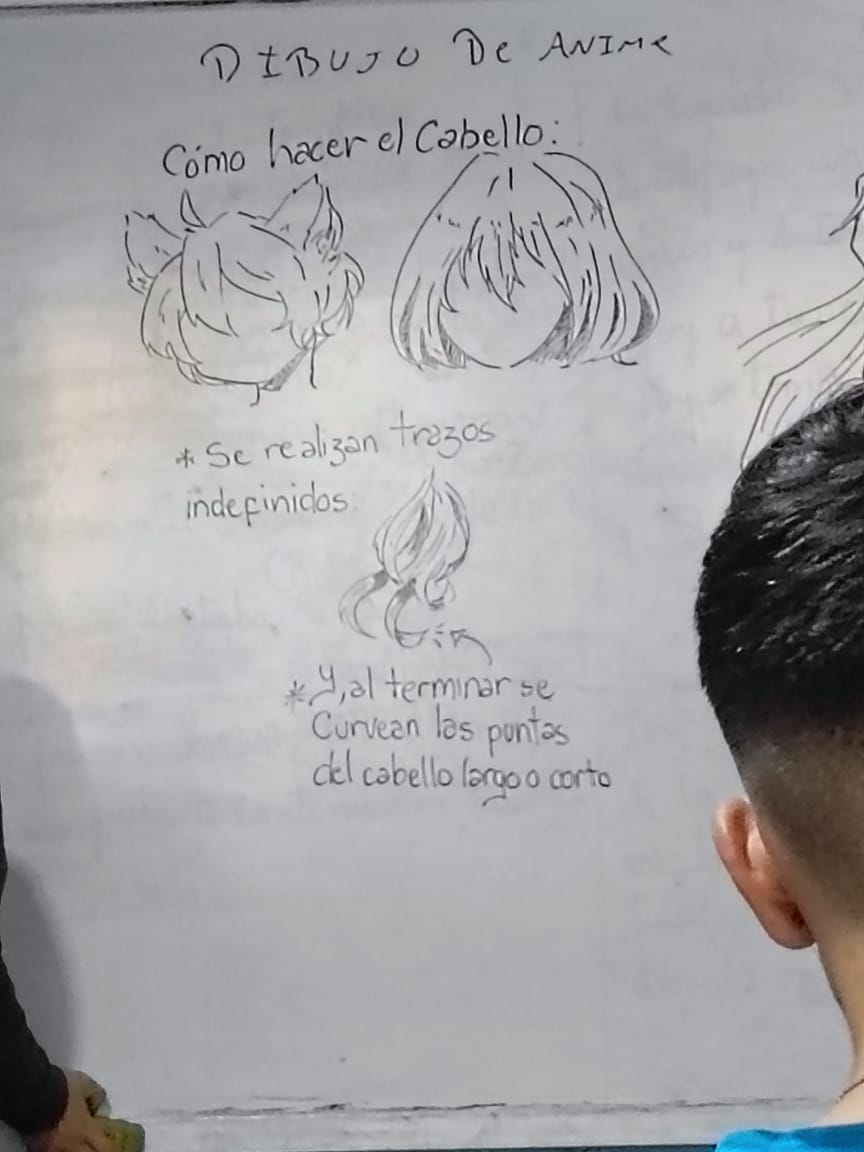 DIBUJO DE ANIME
Cómo hacer el Cabello:
* Se realizan trazos
indefinidos
* Y, al terminar se
Curvean las puntas
del cabello largo o corto